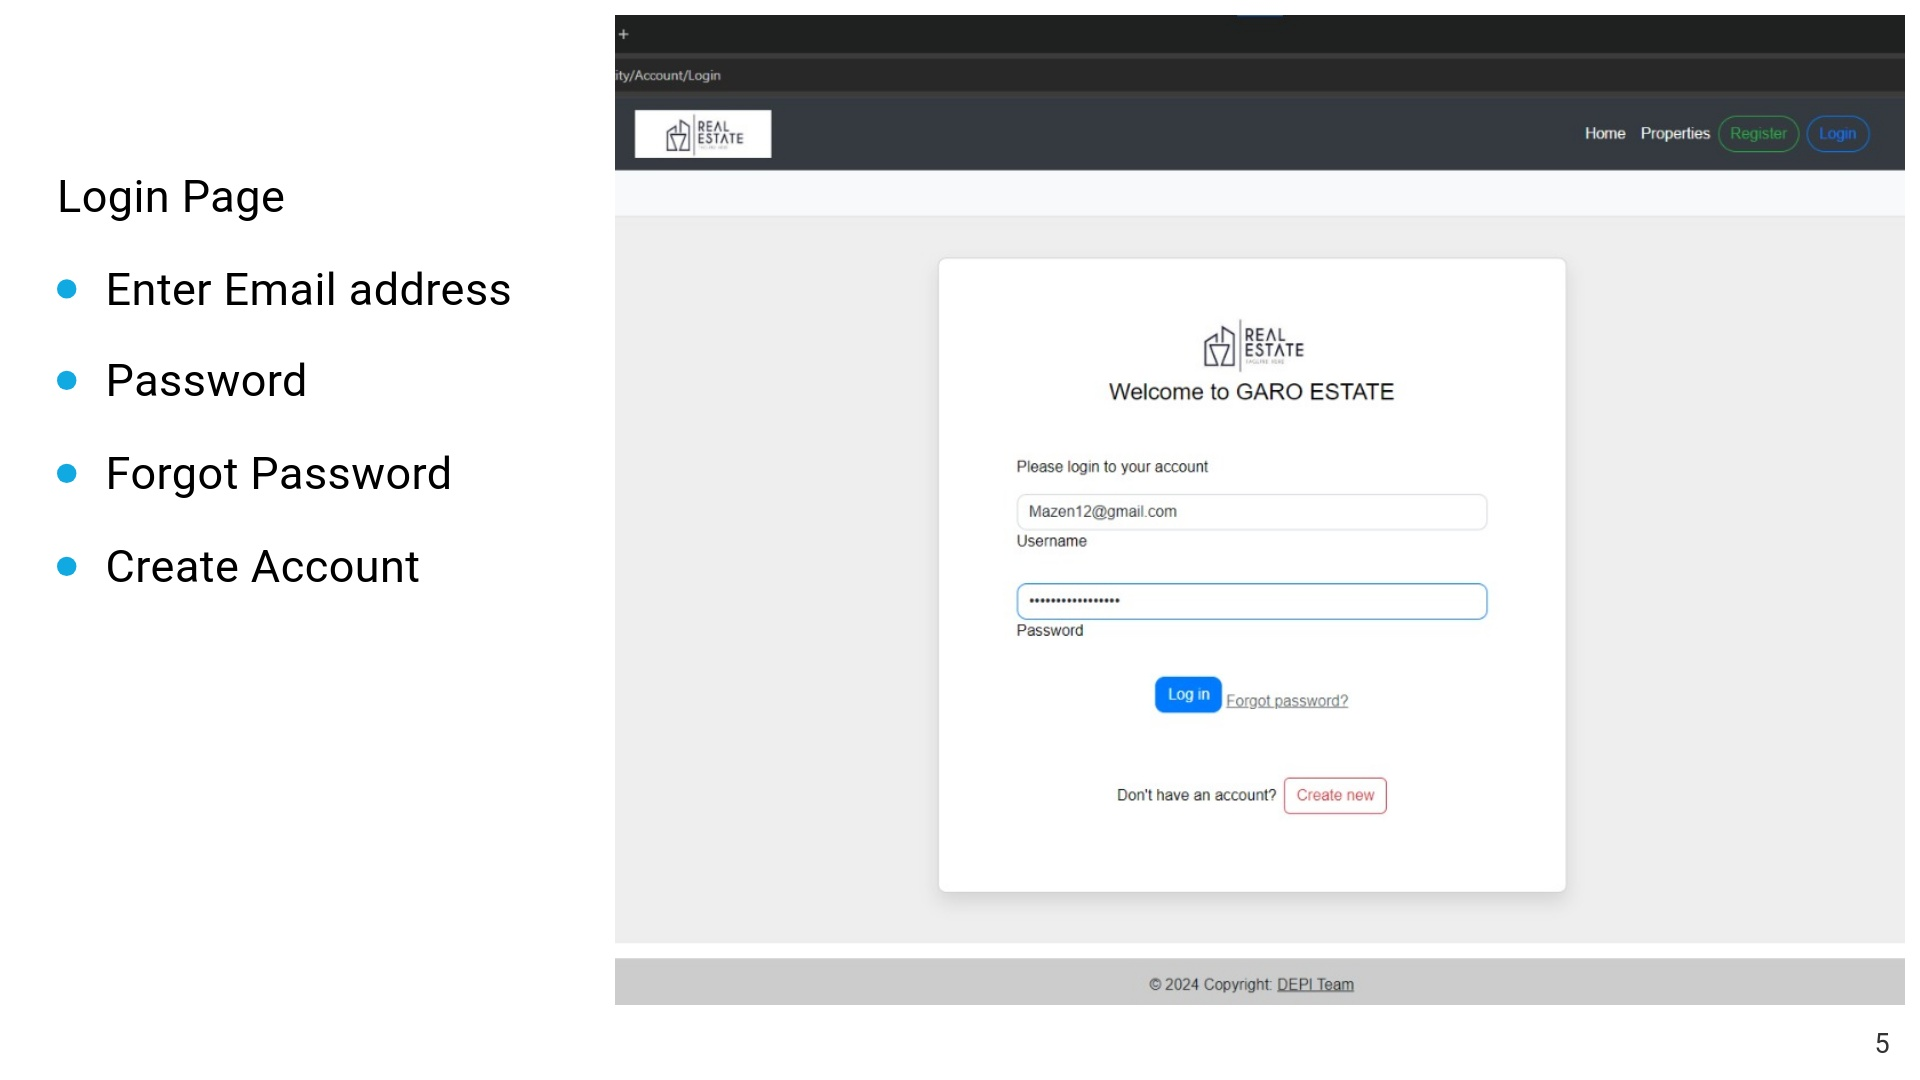 Login Page
Enter Email address
Password
Forgot Password
Create Account
+
ity/Account/Login
REAL
ESTATE
Home Properties Register Login
REAL
ESTATE
Welcome to GARO ESTATE
Please login to your account
Mazen12@gmail.com
Username
•••••••••••••••••
Password
Log in Forgot password?
Don't have an account? Create new
© 2024 Copyright: DEPI Team
5